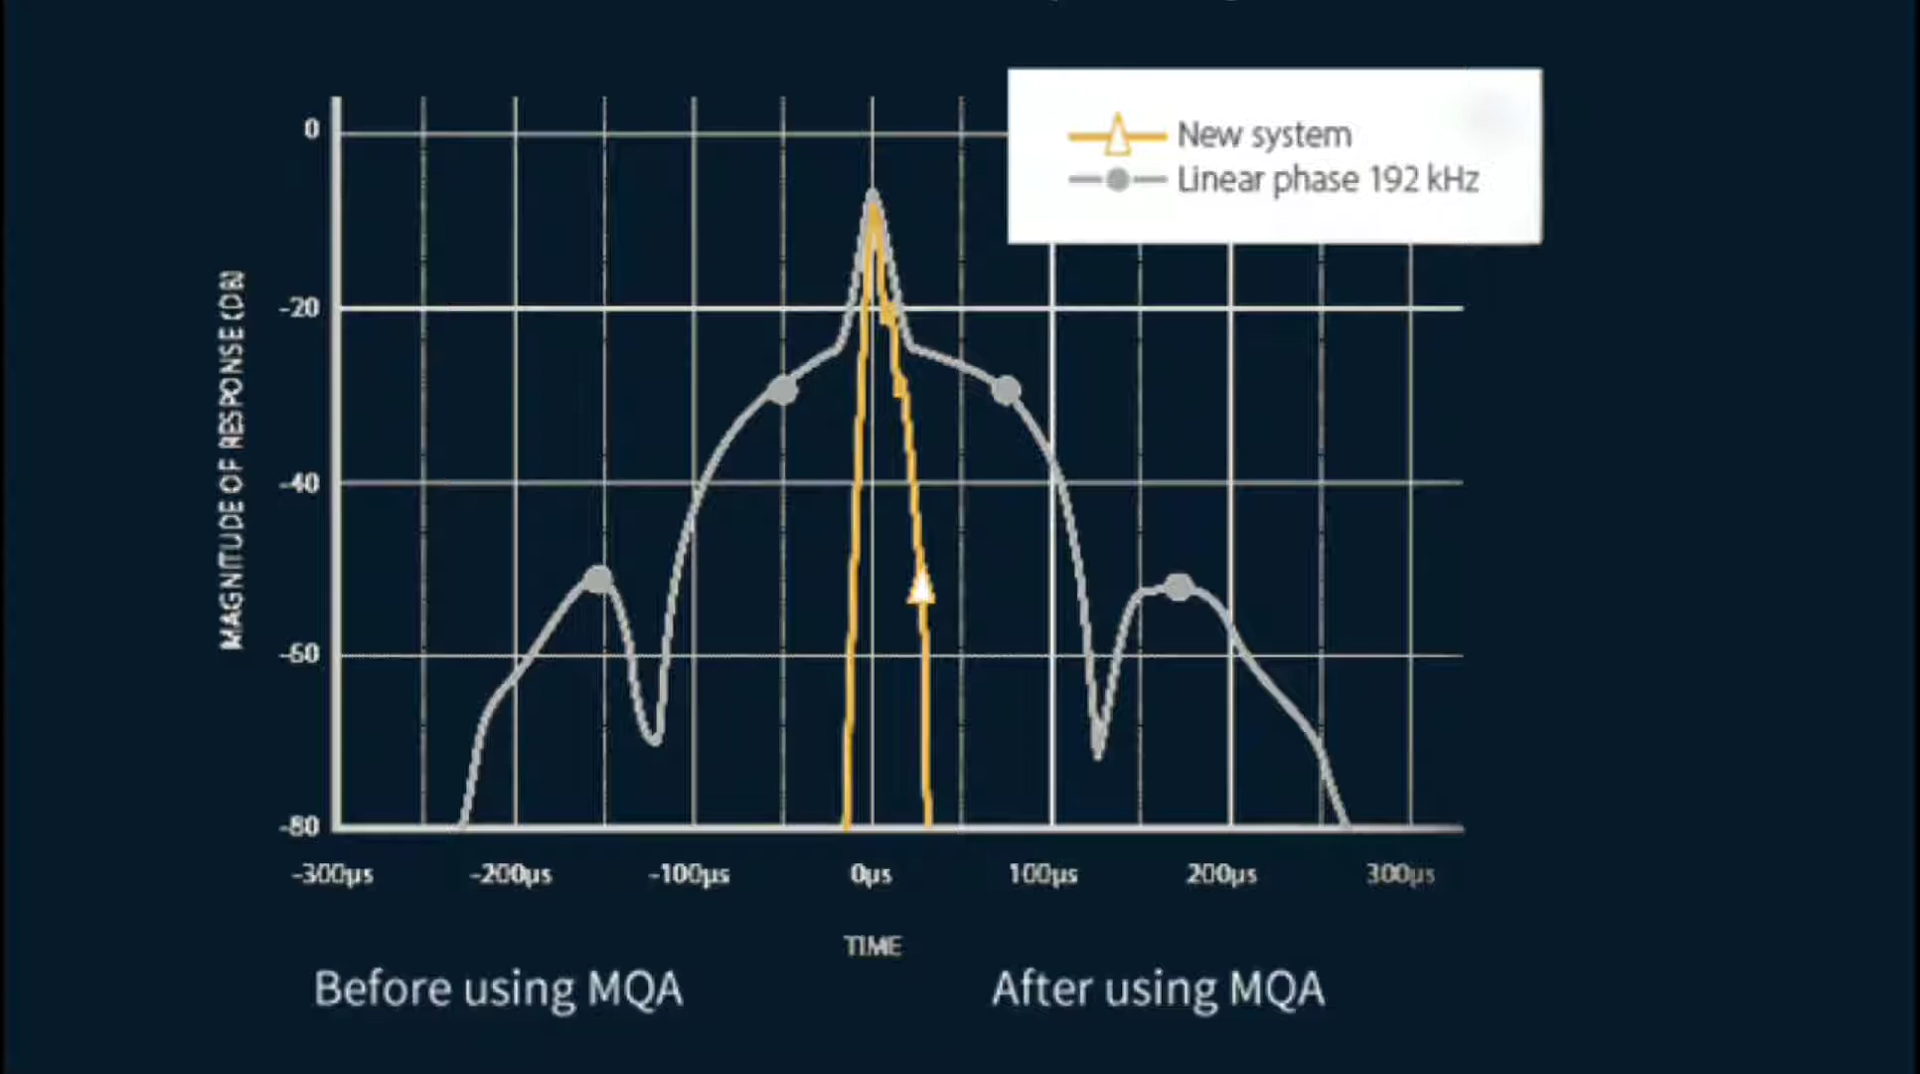 New system
Linear phase 192 kHz
0
-20
-40
-60
-80
MAGNITUDE OF RESPONSE (DB)
-300µs -200µs -100µs 0µs 100µs 200µs 300µs
TIME
Before using MQA After using MQA